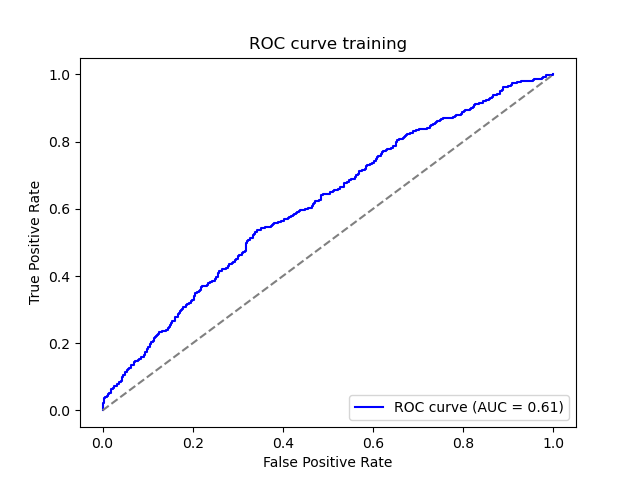 ROC curve training
1.0
0.8
0.6
0.4
0.2
0.0
True Positive Rate
ROC curve (AUC = 0.61)
0.0 0.2 0.4 0.6 0.8 1.0
False Positive Rate